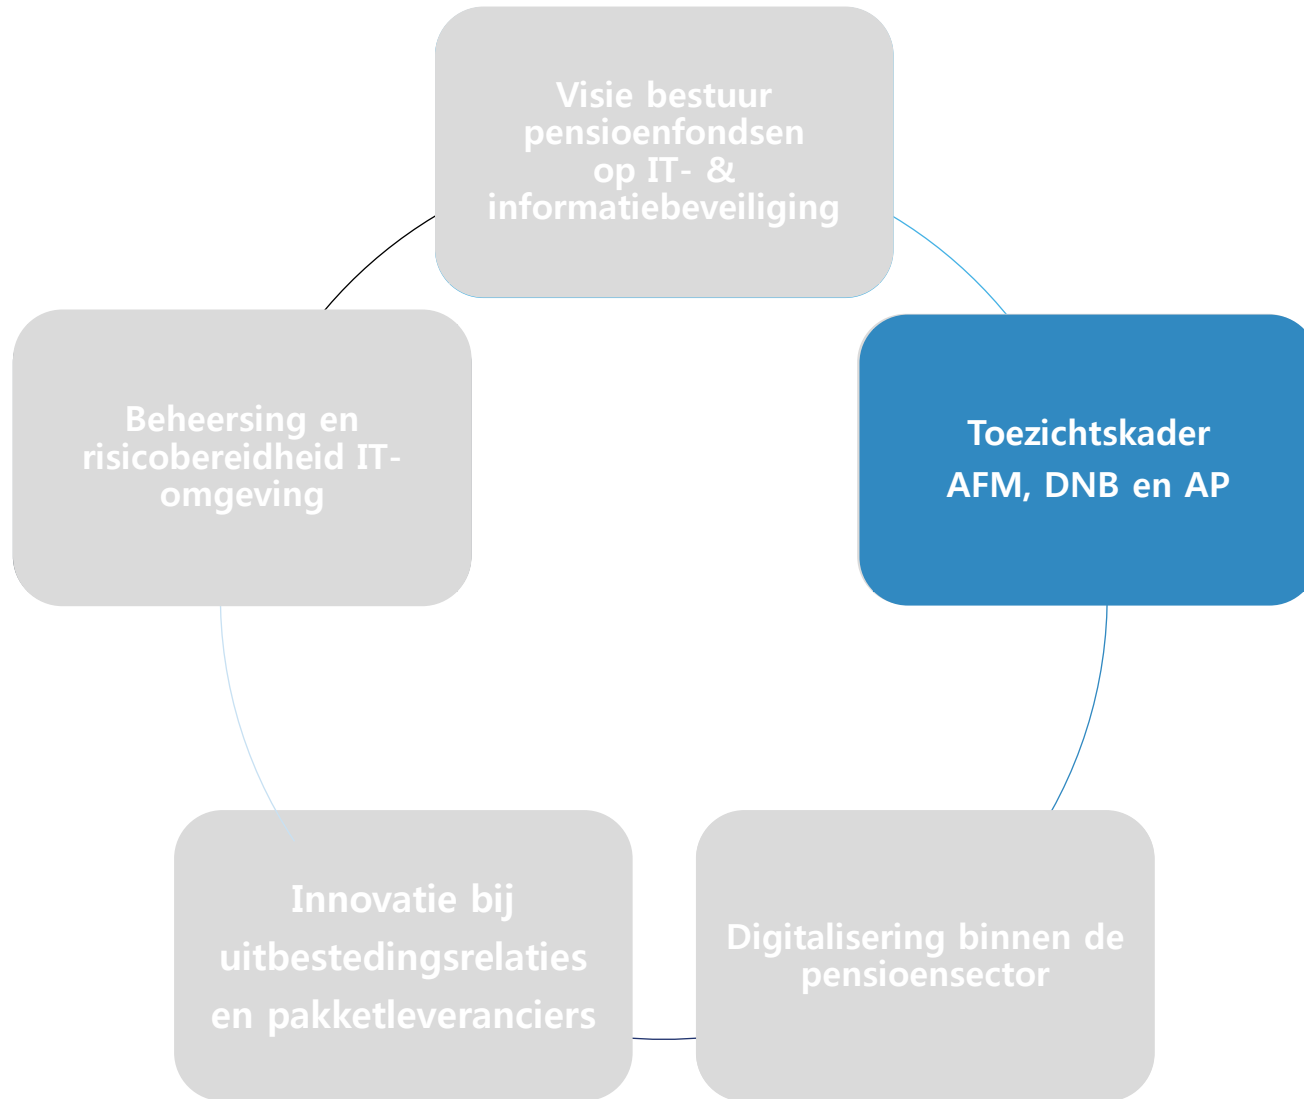 Visie bestuur
pensioenfondsen
op IT- &
informatiebeveiliging
Toezichtskader
AFM, DNB en AP
Digitalisering binnen de
pensioensector
Innovatie bij
uitbestedingsrelaties
en pakketleveranciers
Beheersing en
risicobereidheid IT-
omgeving